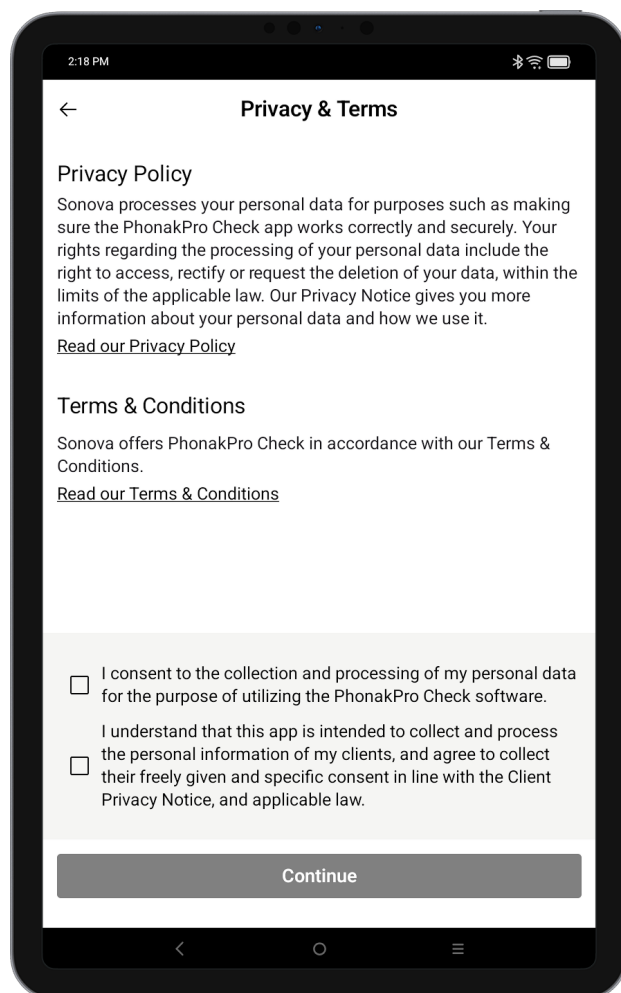 2:18 PM
Privacy & Terms
Privacy Policy
Sonova processes your personal data for purposes such as making
sure the PhonakPro Check app works correctly and securely. Your
rights regarding the processing of your personal data include the
right to access, rectify or request the deletion of your data, within the
limits of the applicable law. Our Privacy Notice gives you more
information about your personal data and how we use it.
Read our Privacy Policy
Terms & Conditions
Sonova offers PhonakPro Check in accordance with our Terms &
Conditions.
Read our Terms & Conditions
I consent to the collection and processing of my personal data
for the purpose of utilizing the PhonakPro Check software.
I understand that this app is intended to collect and process
the personal information of my clients, and agree to collect
their freely given and specific consent in line with the Client
Privacy Notice, and applicable law.
Continue